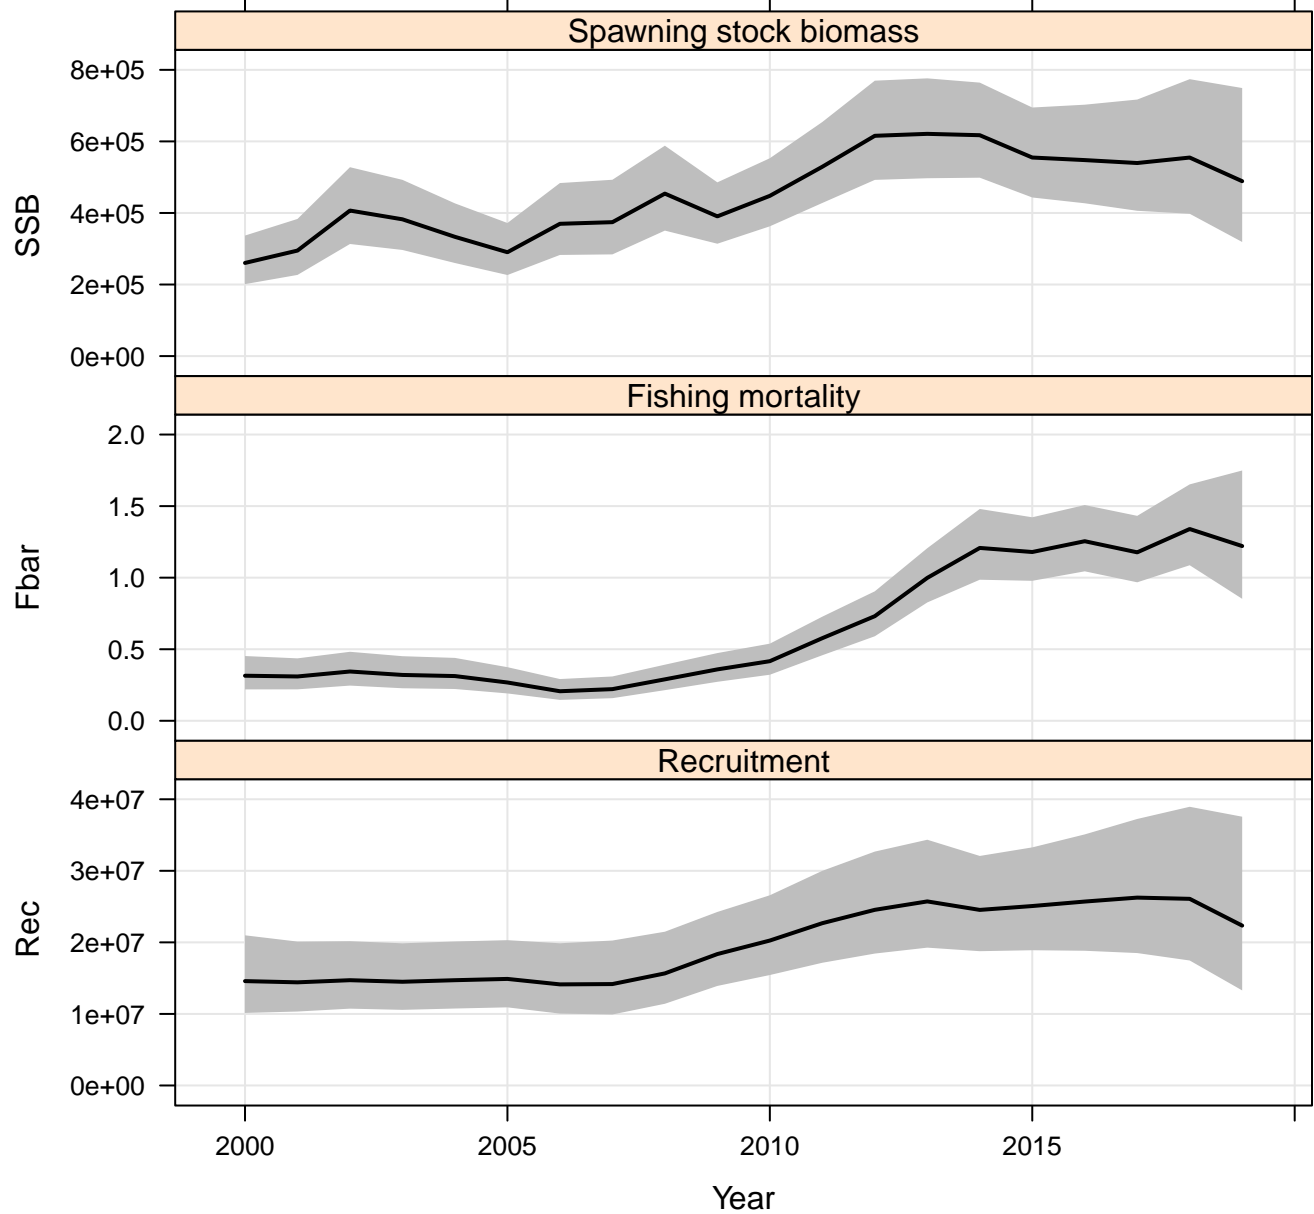 Spawning stock biomass
8e+05
6e+05
4e+05
2e+05
0e+00
SSB
Fishing mortality
2.0
1.5
1.0
0.5
0.0
Fbar
Recruitment
4e+07
3e+07
2e+07
1e+07
0e+00
Rec
2000 2005 2010 2015
Year